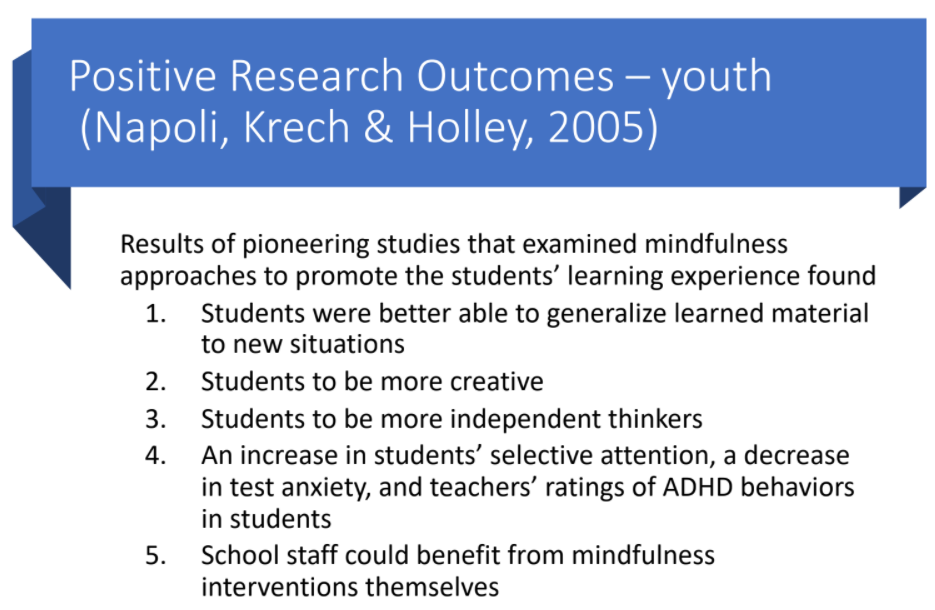 Positive Research Outcomes – youth
(Napoli, Krech & Holley, 2005)
Results of pioneering studies that examined mindfulness
approaches to promote the students’ learning experience found
1. Students were better able to generalize learned material
to new situations
2. Students to be more creative
3. Students to be more independent thinkers
4. An increase in students’ selective attention, a decrease
in test anxiety, and teachers’ ratings of ADHD behaviors
in students
5. School staff could benefit from mindfulness
interventions themselves